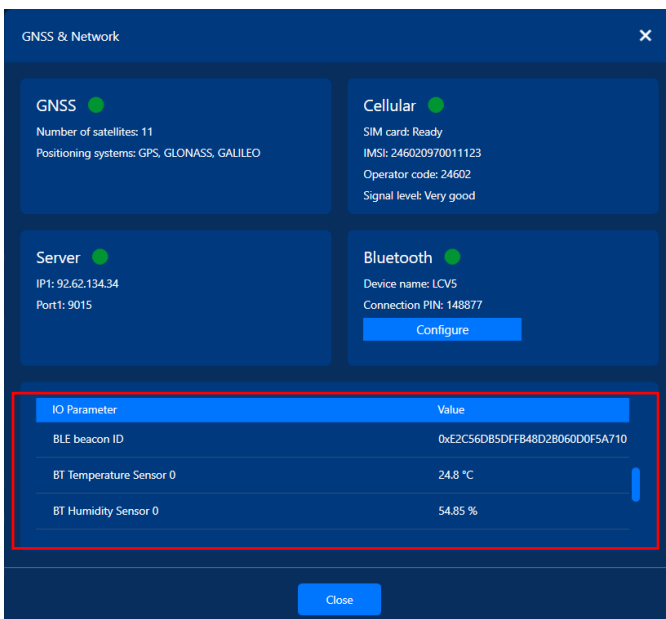 GNSS & Network
GNSS
Number of satellites: 11
Positioning systems: GPS, GLONASS, GALILEO
Cellular
SIM card: Ready
IMSI: 246020970011123
Operator code: 24602
Signal level: Very good
Server
IP1: 92.62.134.34
Port1: 9015
Bluetooth
Device name: LCV5
Connection PIN: 148877
Configure
IO Parameter Value
BLE beacon ID 0xE2C56DB5DFFB48D2B060D0F5A710
BT Temperature Sensor 0 24.8 °C
BT Humidity Sensor 0 54.85 %
Close